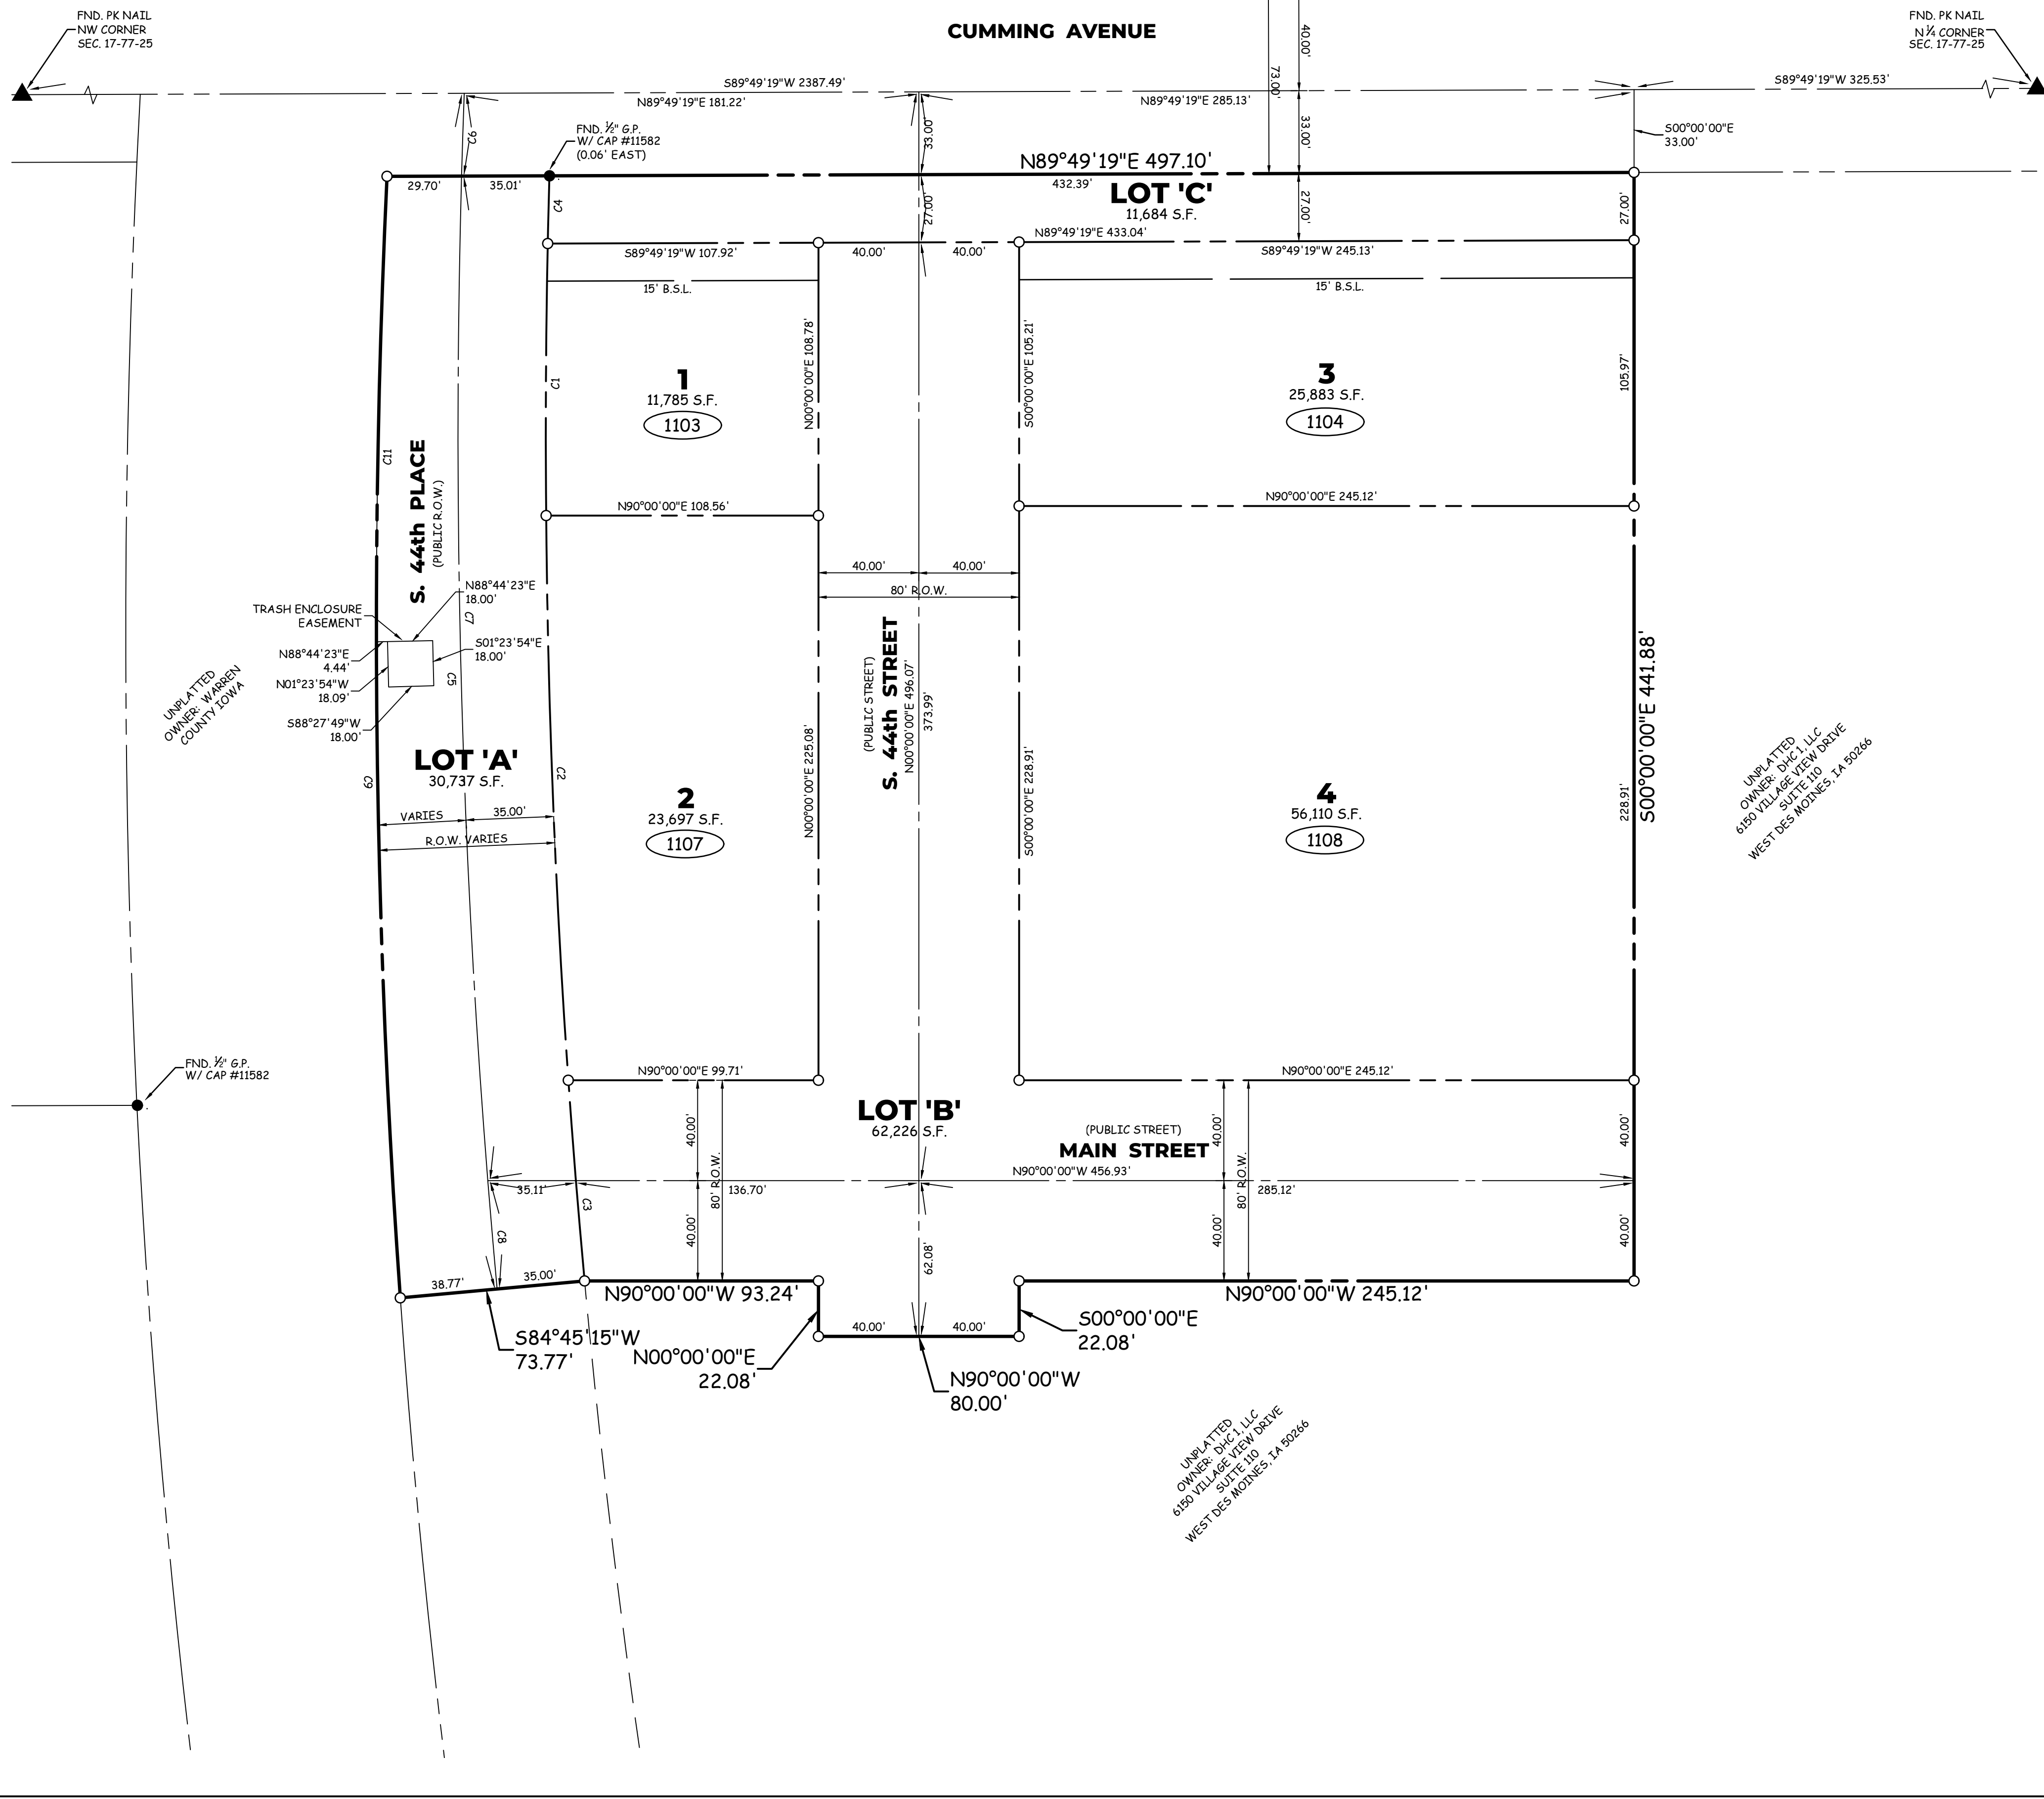 FND. PK NAIL
NW CORNER
SEC. 17-77-25
CUMMING AVENUE
FND. PK NAIL
N ¼ CORNER
SEC. 17-77-25
40.00'
73.00'
S89°49'19"W 2387.49'
S89°49'19"W 325.53'
N89°49'19"E 181.22'
N89°49'19"E 285.13'
C6
FND. ½" G.P.
W/ CAP #11582
(0.06' EAST)
33.00'
33.00'
S00°00'00"E
33.00'
N89°49'19"E 497.10'
29.70'
35.01'
432.39'
LOT 'C'
11,684 S.F.
C4
27.00'
27.00'
27.00'
N89°49'19"E 433.04'
S89°49'19"W 107.92'
40.00'
40.00'
S89°49'19"W 245.13'
15' B.S.L.
15' B.S.L.
N00°00'00"E 108.78'
S00°00'00"E 105.21'
105.97'
C1
1
11,785 S.F.
1103
3
25,883 S.F.
1104
C11
S. 44th PLACE
(PUBLIC R.O.W.)
N90°00'00"E 108.56'
N90°00'00"E 245.12'
40.00'
40.00'
80' R.O.W.
TRASH ENCLOSURE
EASEMENT
N88°44'23"E
18.00'
C7
S01°23'54"E
18.00'
N88°44'23"E
4.44'
C5
N01°23'54"W
18.09'
S88°27'49"W
18.00'
UNPLATTED
OWNER: WARREN
COUNTY IOWA
(PUBLIC STREET)
S. 44th STREET
N00°00'00"E 496.07'
373.99'
S00°00'00"E 441.88'
LOT 'A'
30,737 S.F.
C9
C2
N00°00'00"E 225.08'
S00°00'00"E 228.91'
228.91'
VARIES
35.00'
R.O.W. VARIES
2
23,697 S.F.
1107
4
56,110 S.F.
1108
UNPLATTED
OWNER: DHC 1, LLC
6150 VILLAGE VIEW DRIVE
SUITE 110
WEST DES MOINES, IA 50266
FND. ½" G.P.
W/ CAP #11582
N90°00'00"E 99.71'
N90°00'00"E 245.12'
LOT 'B'
62,226 S.F.
40.00'
80' R.O.W.
(PUBLIC STREET)
MAIN STREET
40.00'
80' R.O.W.
40.00'
N90°00'00"W 456.93'
35.11'
136.70'
285.12'
C3
C8
40.00'
62.08'
40.00'
40.00'
38.77'
35.00'
N90°00'00"W 93.24'
N90°00'00"W 245.12'
S84°45'15"W
73.77'
N00°00'00"E
22.08'
40.00'
40.00'
S00°00'00"E
22.08'
N90°00'00"W
80.00'
UNPLATTED
OWNER: DHC 1, LLC
6150 VILLAGE VIEW DRIVE
SUITE 110
WEST DES MOINES, IA 50266